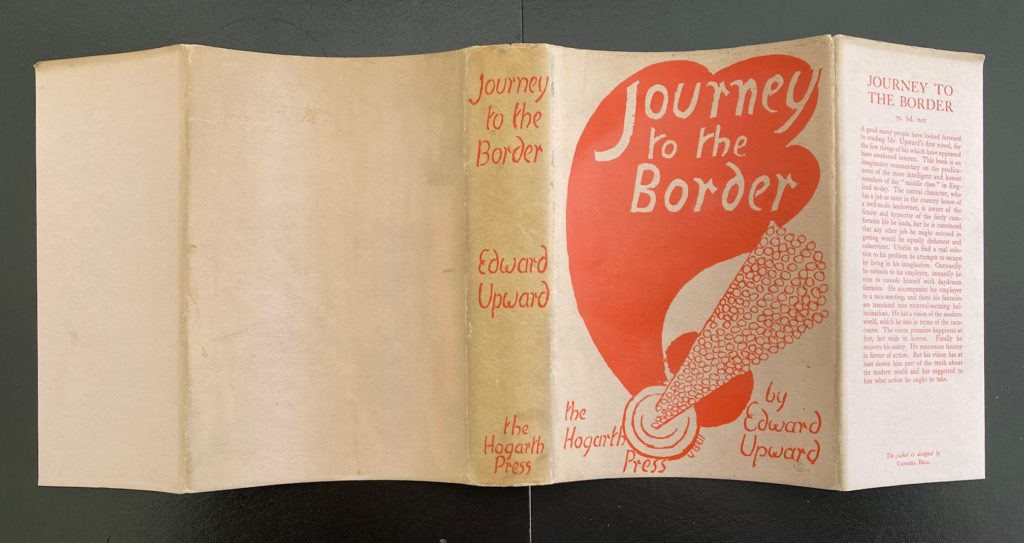 Journey
to the
Border
Edward
Upward
the
Hogarth
Press
Journey
to the
Border
the
Hogarth
Press
by
Edward
Upward
JOURNEY TO
THE BORDER
7s. 6d. net
A good many people have looked forward
to reading Mr. Upward's first novel, for
the few things of his which have appeared
have awakened interest. This book is an
imaginative commentary on the predica-
ment of the more intelligent and honest
members of the "middle class" in Eng-
land to-day. The central character, who
has a job as tutor in the country house of
a well-to-do landowner, is aware of the
futility and hypocrisy of the fairly com-
fortable life he leads, but he is convinced
that any other job he might succeed in
getting would be equally dishonest and
subservient. Unable to find a real solu-
tion to his problem he attempts to escape
by living in his imagination. Outwardly
he submits to his employer, inwardly he
tries to console himself with daydream
fantasies. He accompanies his employer
to a race-meeting, and there his fantasies
are translated into external-seeming hal-
lucinations. He has a vision of the modern
world, which he sees in terms of the race-
course. The vision promises happiness at
first, but ends in horror. Finally he
recovers his sanity. He renounces fantasy
in favour of action. But his vision has at
least shown him part of the truth about
the modern world and has suggested to
him what action he ought to take.
The jacket is designed by
VANESSA BELL